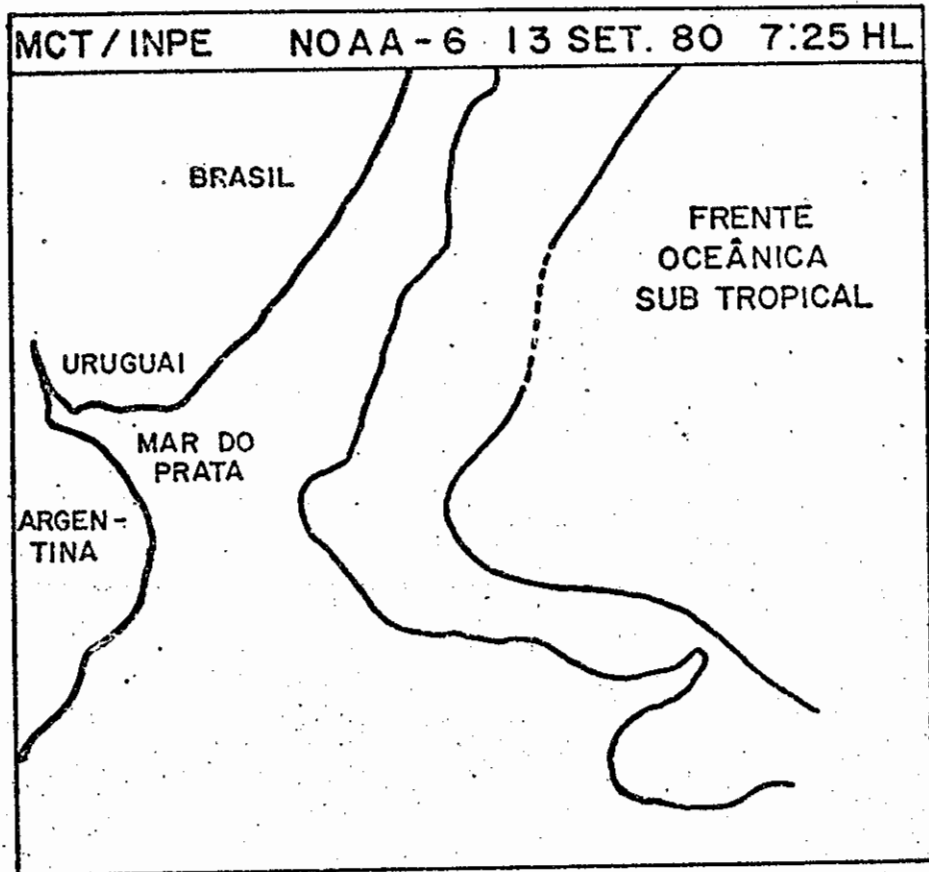 MCT / INPE NOAA-6 13 SET. 80 7:25 HL
BRASIL
FRENTE
OCEÂNICA
SUB TROPICAL
URUGUAI
MAR DO
PRATA
ARGEN-
TINA